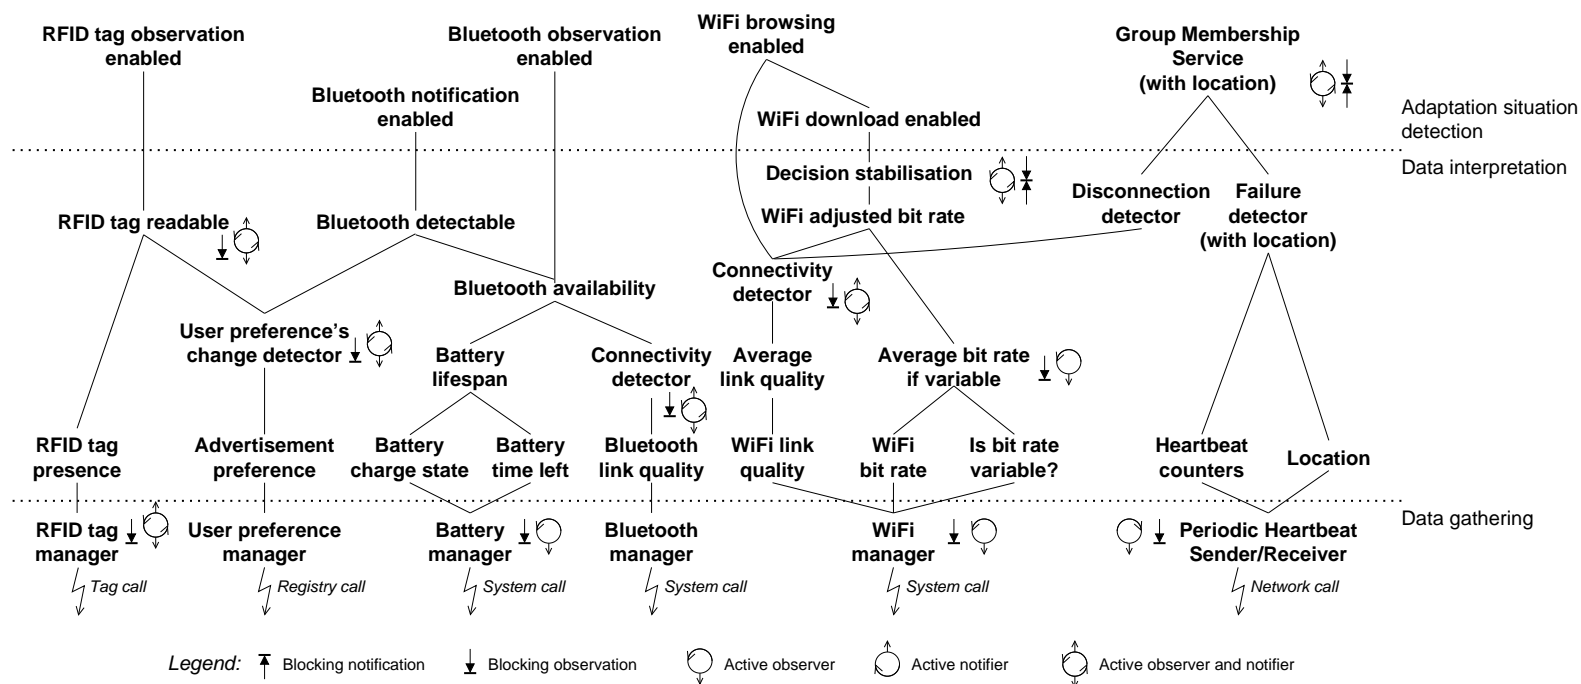 RFID tag observation
enabled
Bluetooth observation
enabled
WiFi browsing
enabled
Group Membership
Service
(with location)
Bluetooth notification
enabled
WiFi download enabled
Adaptation situation
detection
Data interpretation
Decision stabilisation
Disconnection
detector
Failure
detector
(with location)
RFID tag readable
Bluetooth detectable
WiFi adjusted bit rate
Connectivity
detector
Bluetooth availability
User preference's
change detector
Battery
lifespan
Connectivity
detector
Average
link quality
Average bit rate
if variable
RFID tag
presence
Advertisement
preference
Battery
charge state
Battery
time left
Bluetooth
link quality
WiFi link
quality
WiFi
bit rate
Is bit rate
variable?
Heartbeat
counters
Location
Data gathering
RFID tag
manager
User preference
manager
Battery
manager
Bluetooth
manager
WiFi
manager
Periodic Heartbeat
Sender/Receiver
Tag call
Registry call
System call
System call
System call
Network call
Legend:
Blocking notification
Blocking observation
Active observer
Active notifier
Active observer and notifier